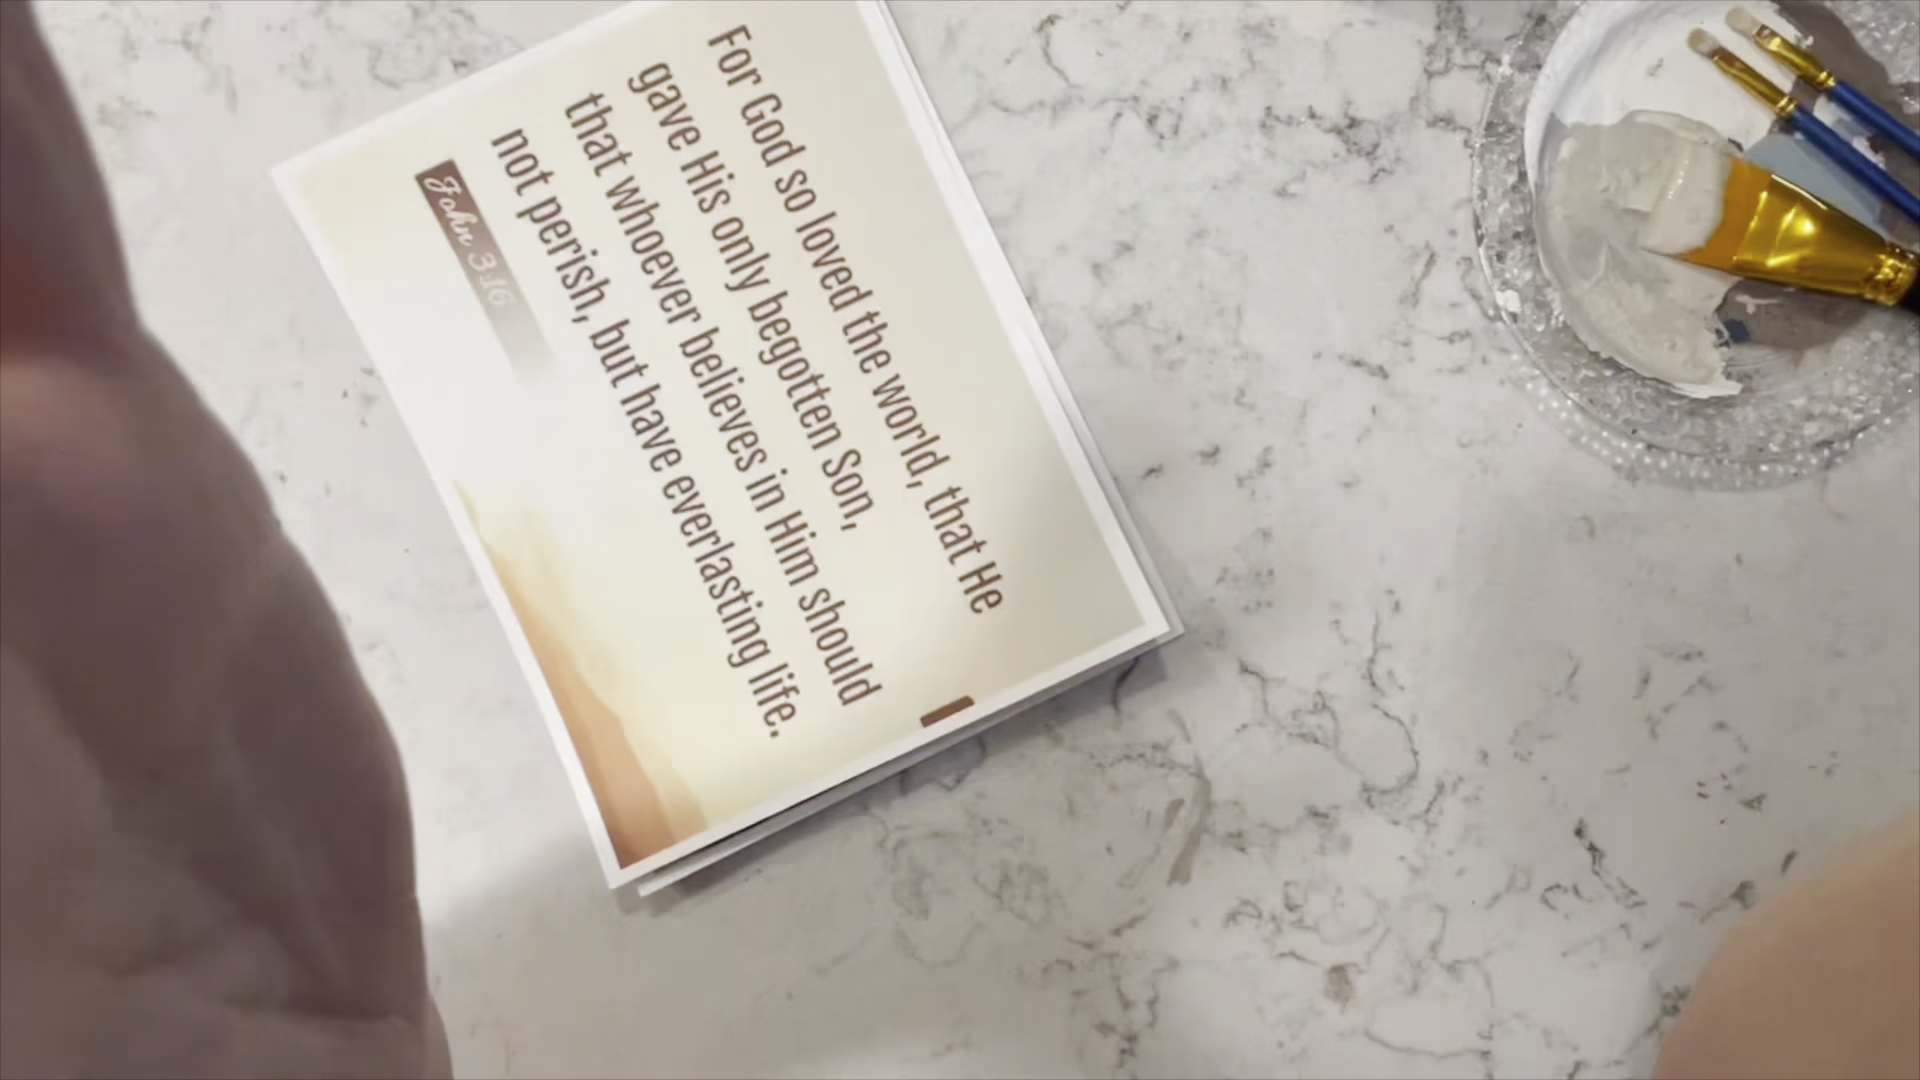 For God so loved the world, that He
gave His only begotten Son,
that whoever believes in Him should
not perish, but have everlasting life.
John 3:16